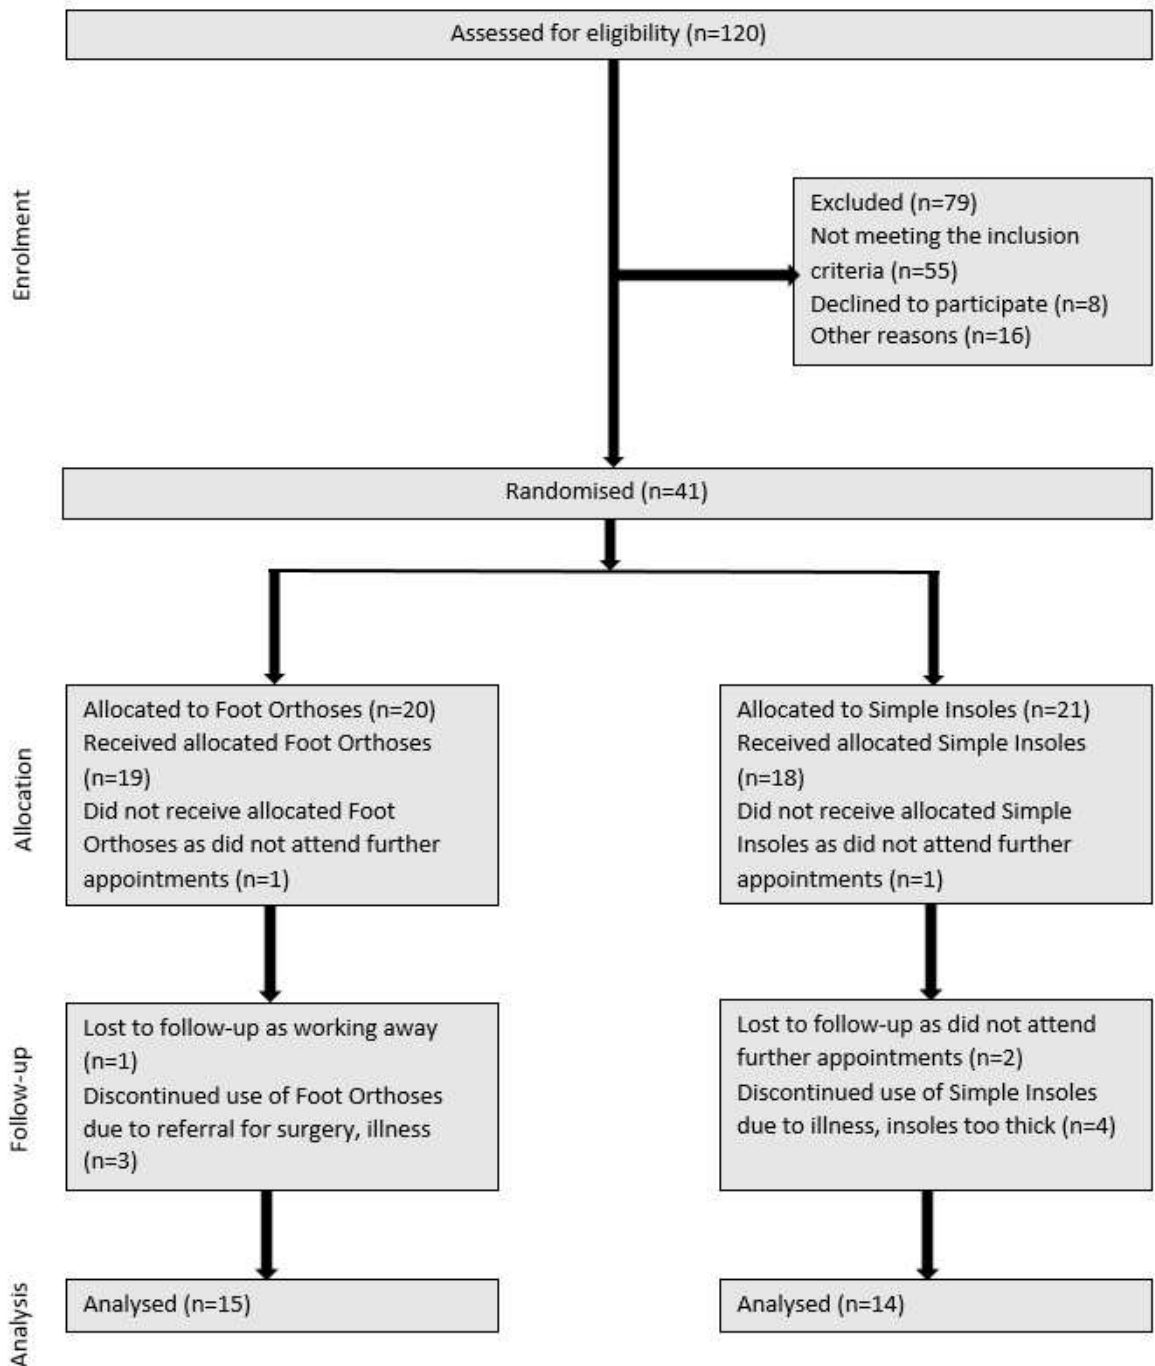 Assessed for eligibility (n=120)
Enrolment
Excluded (n=79)
Not meeting the inclusion
criteria (n=55)
Declined to participate (n=8)
Other reasons (n=16)
Randomised (n=41)
Allocation
Allocated to Foot Orthoses (n=20)
Received allocated Foot Orthoses
(n=19)
Did not receive allocated Foot
Orthoses as did not attend further
appointments (n=1)
Allocated to Simple Insoles (n=21)
Received allocated Simple Insoles
(n=18)
Did not receive allocated Simple
Insoles as did not attend further
appointments (n=1)
Follow-up
Lost to follow-up as working away
(n=1)
Discontinued use of Foot Orthoses
due to referral for surgery, illness
(n=3)
Lost to follow-up as did not attend
further appointments (n=2)
Discontinued use of Simple Insoles
due to illness, insoles too thick (n=4)
Analysis
Analysed (n=15)
Analysed (n=14)